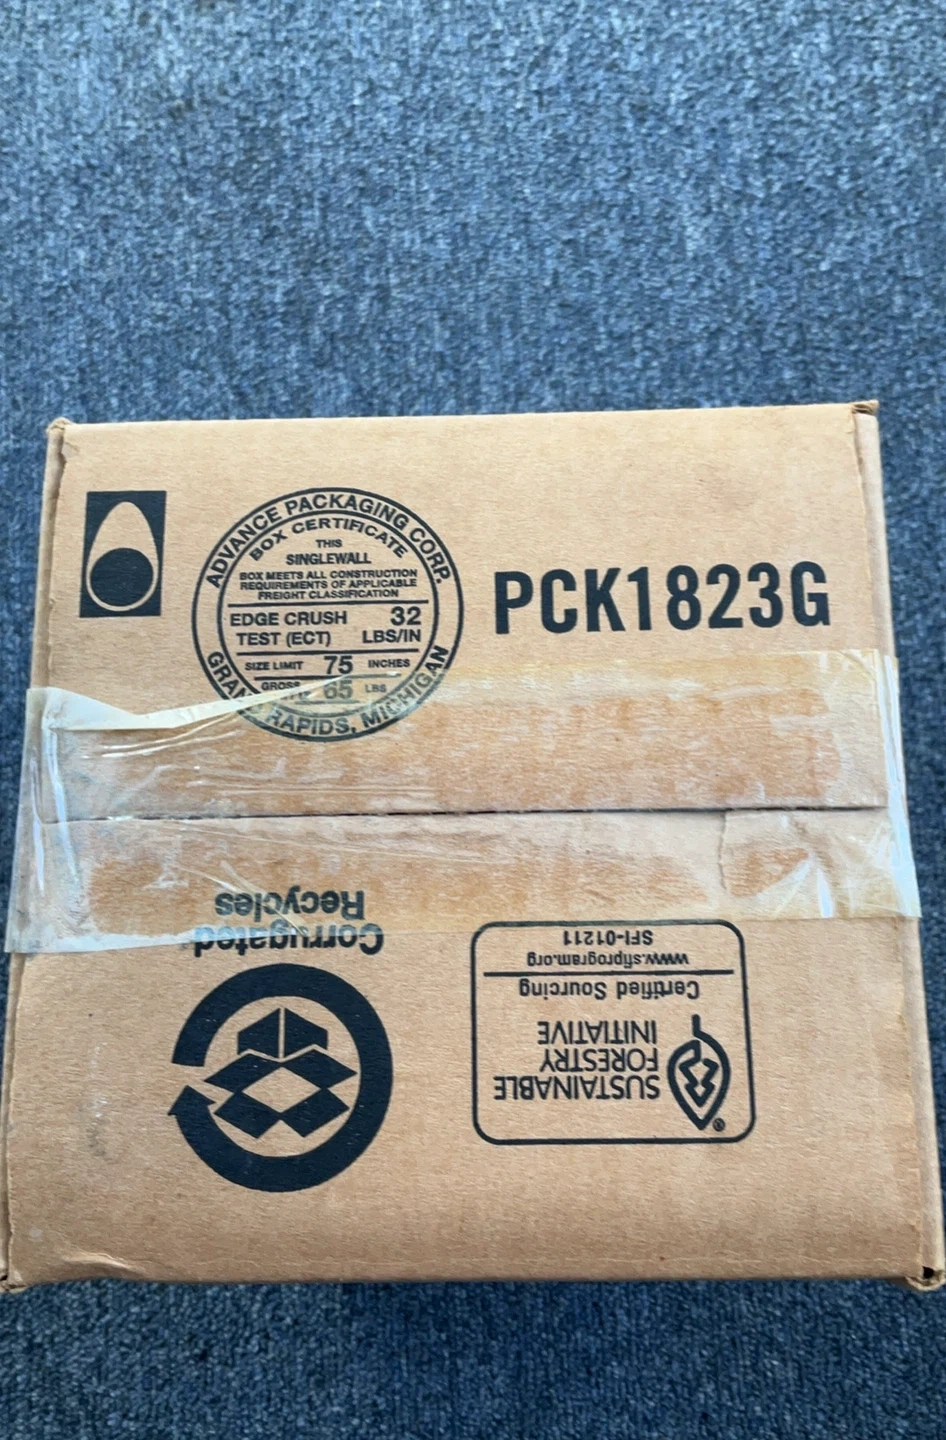 ADVANCE PACKAGING CORP.
BOX CERTIFICATE
THIS
SINGLEWALL
BOX MEETS ALL CONSTRUCTION
REQUIREMENTS OF APPLICABLE
FREIGHT CLASSIFICATION
EDGE CRUSH TEST (ECT) 32 LBS/IN
SIZE LIMIT 75 INCHES
GROSS 65 LBS
GRAND RAPIDS, MICHIGAN
PCK1823G
Corrugated
Recycles
SUSTAINABLE
FORESTRY
INITIATIVE
Certified Sourcing
www.sfiprogram.org
SFI-01211